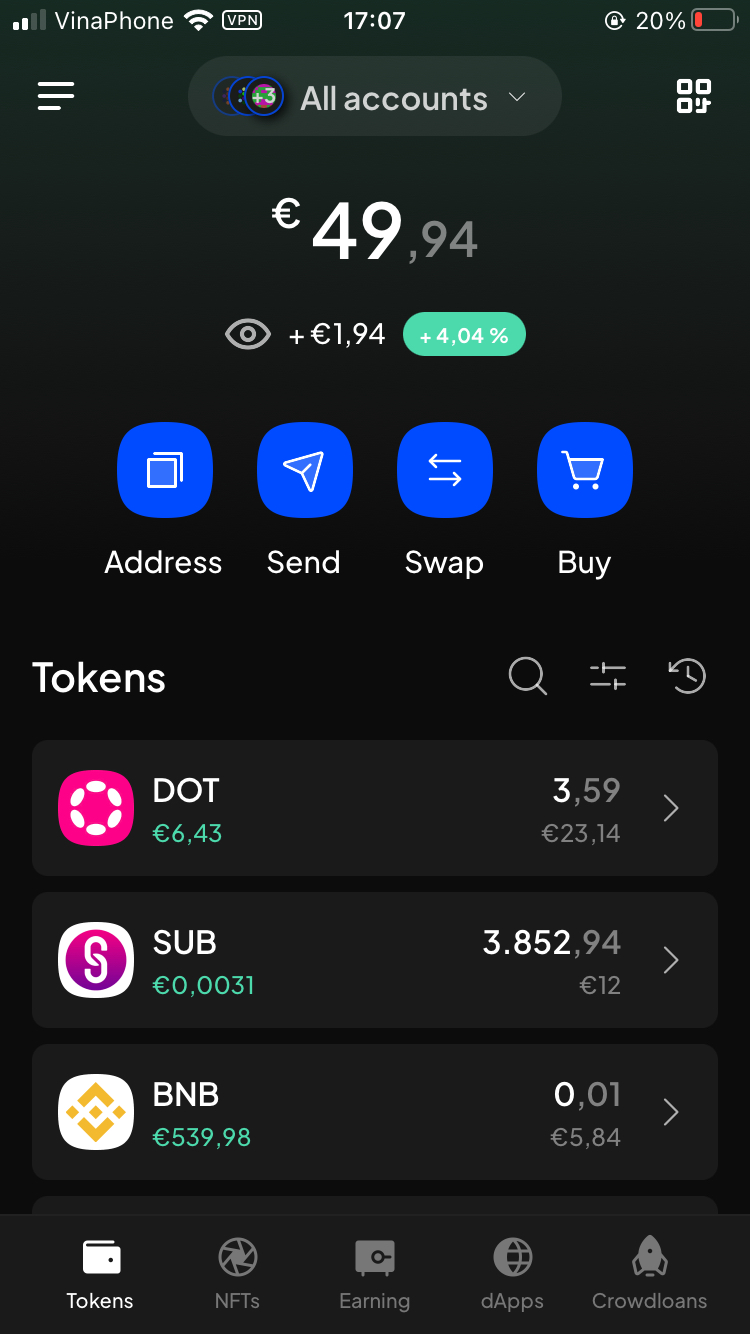 VinaPhone VPN 17:07 20%
+3 All accounts
€ 49,94
+ €1,94 + 4,04 %
Address Send Swap Buy
Tokens
DOT 3,59
€6,43 €23,14
SUB 3.852,94
€0,0031 €12
BNB 0,01
€539,98 €5,84
Tokens NFTs Earning dApps Crowdloans